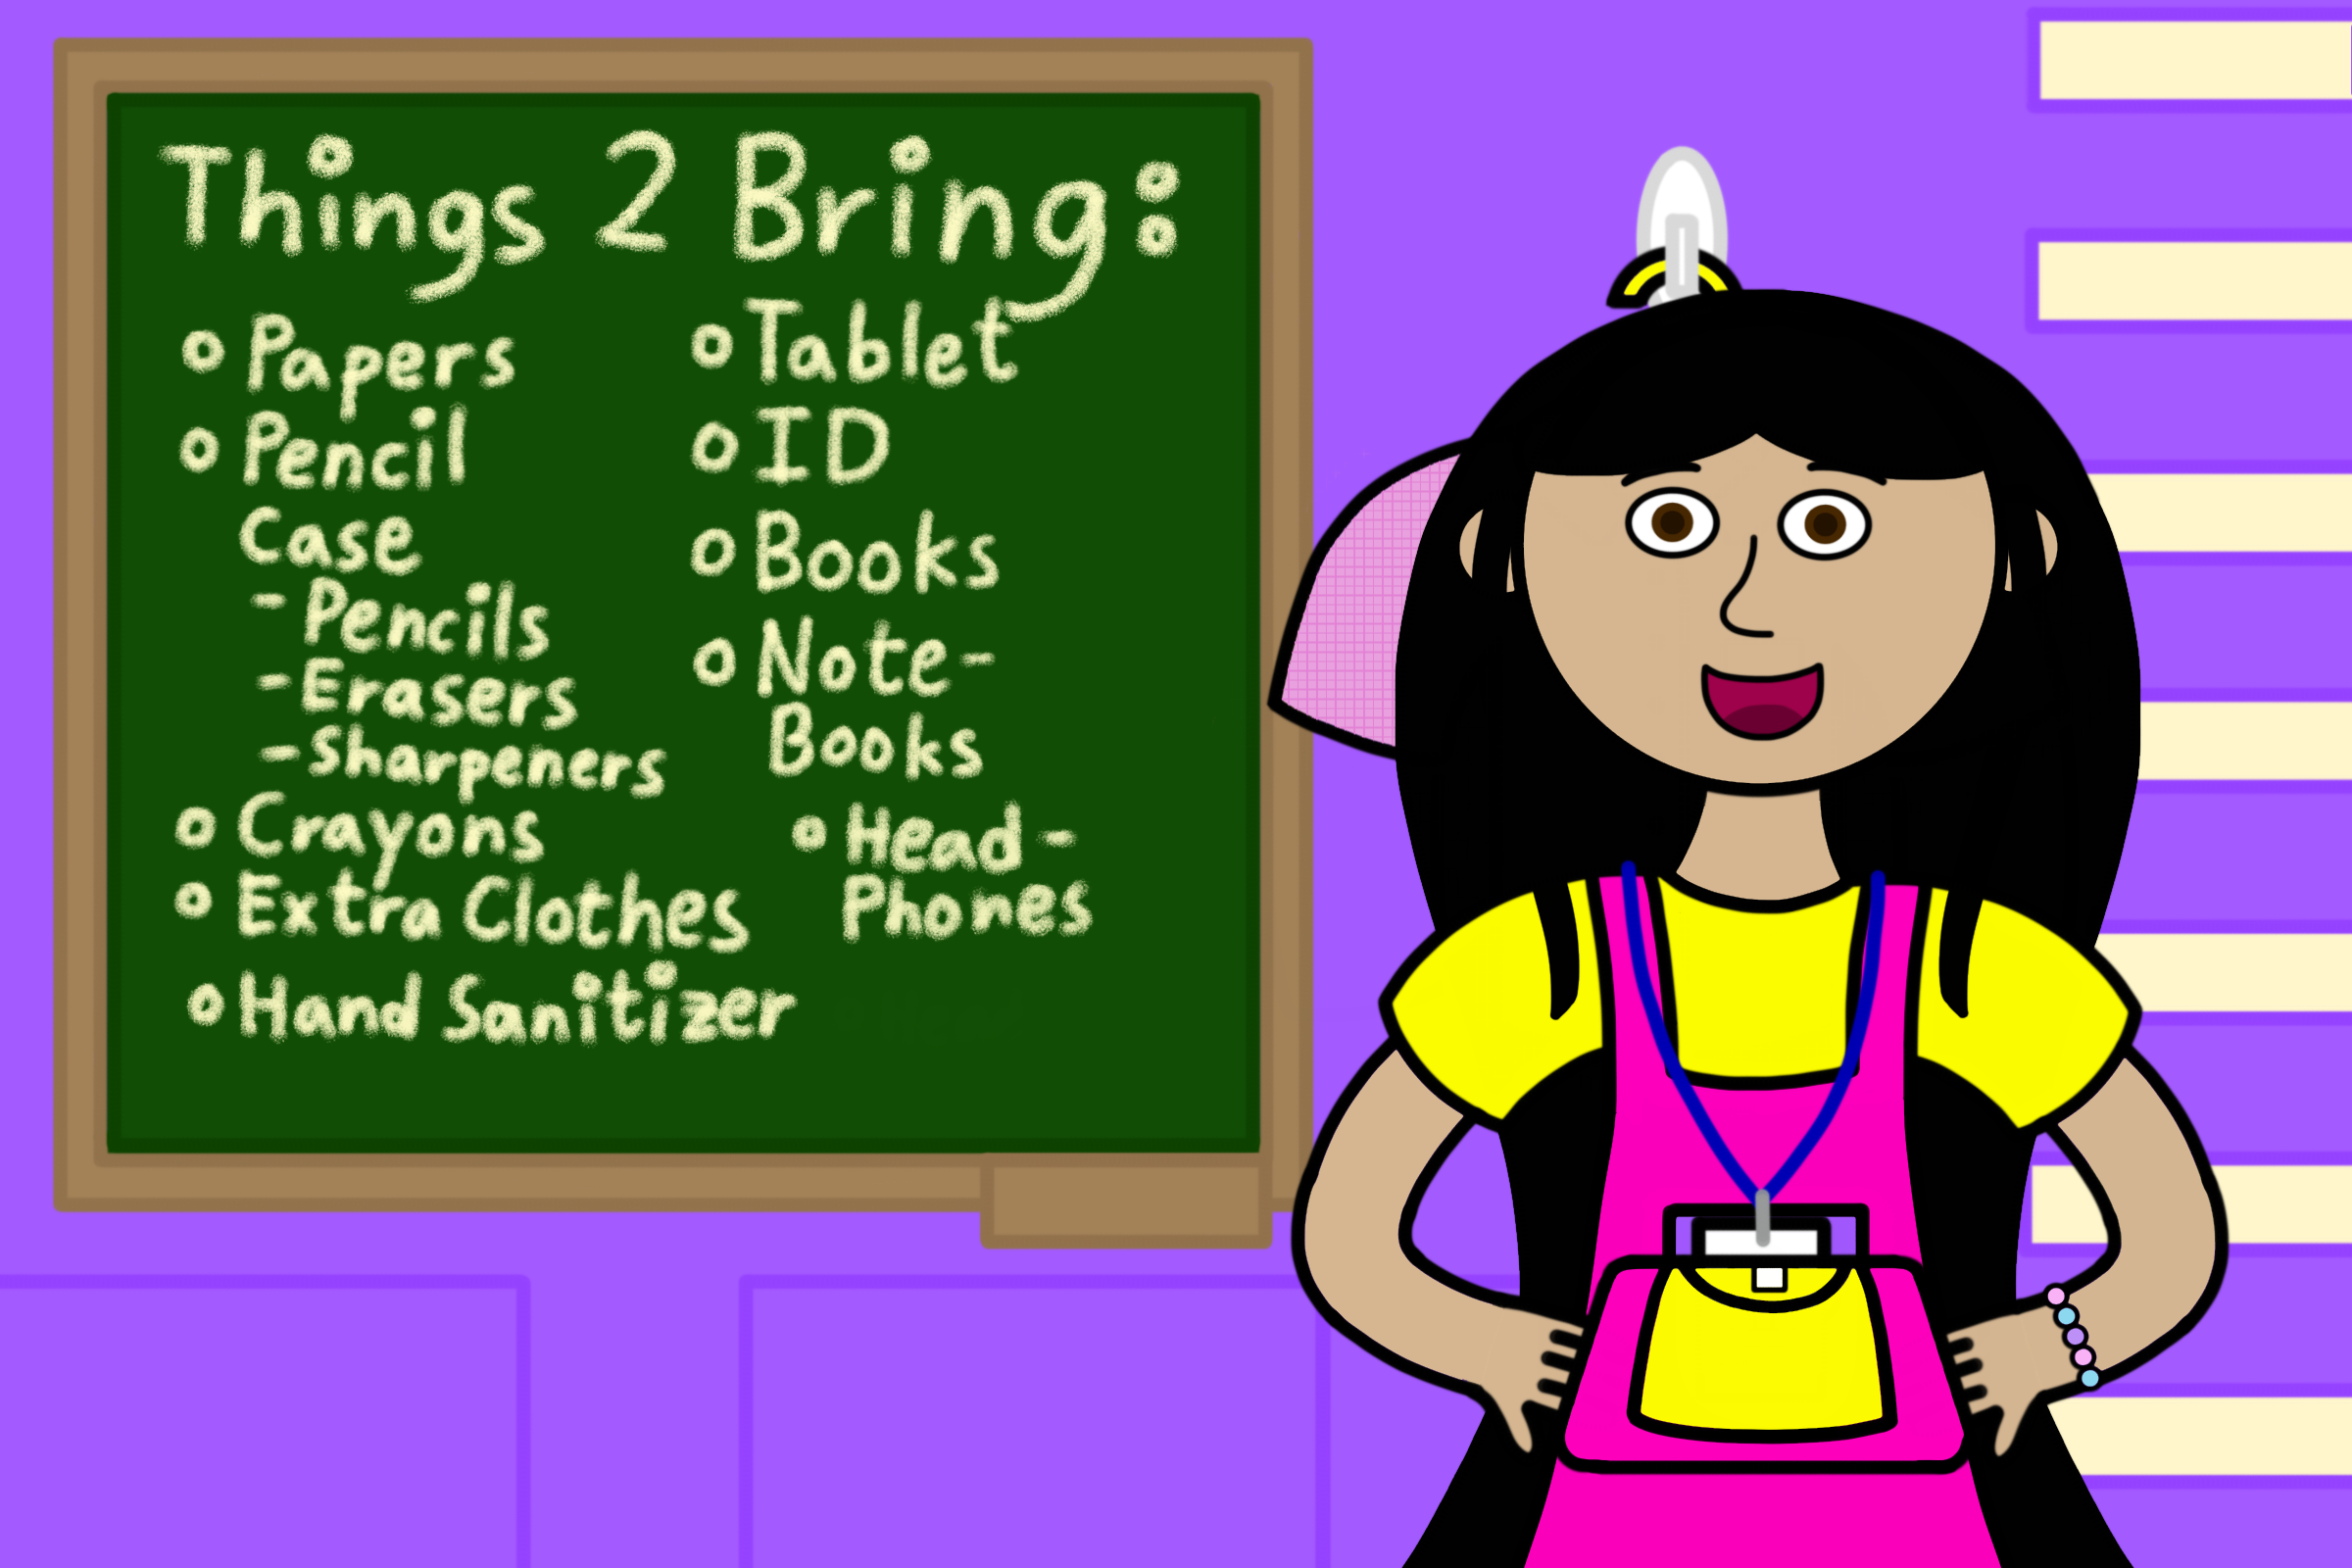 Things 2 Bring:
o Papers
o Pencil
Case
- Pencils
- Erasers
- Sharpeners
o Crayons
o Extra Clothes
o Hand Sanitizer
o Tablet
o ID
o Books
o Note-
Books
o Head-
Phones